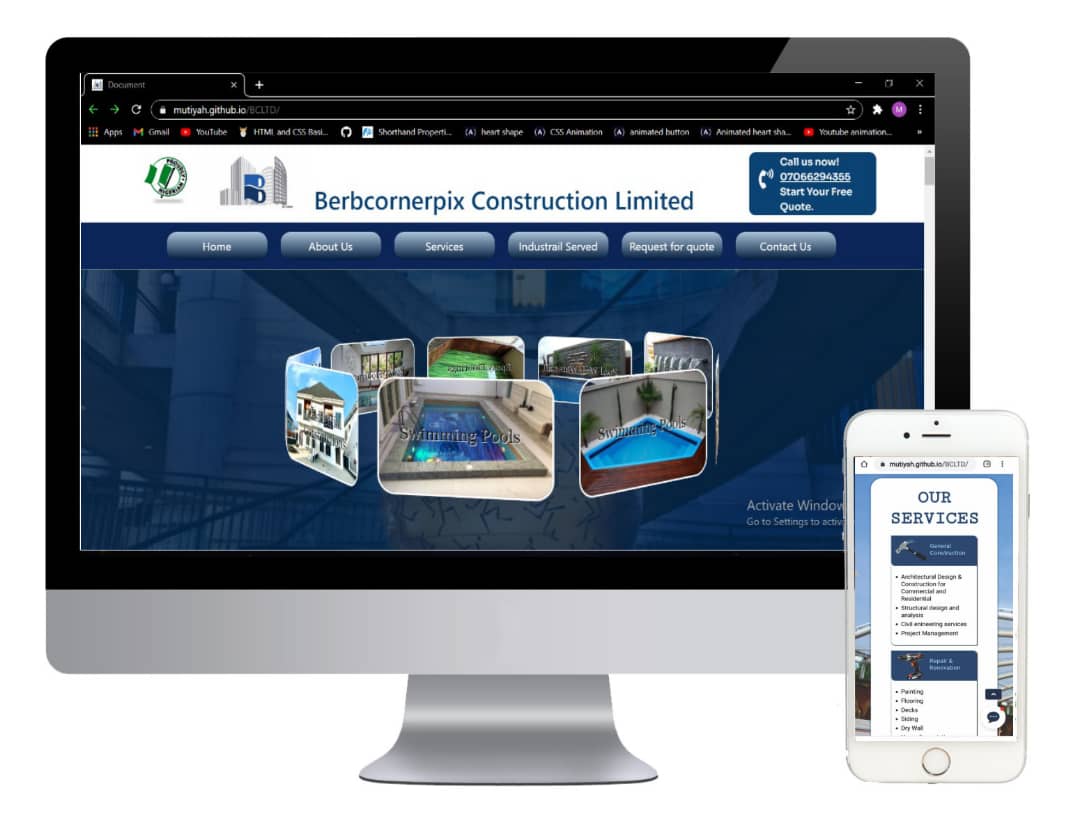 Document
mutiyah.github.io/BCLTD/
Apps Gmail YouTube HTML and CSS Basi... Shorthand Properti... (A) heart shape (A) CSS Animation (A) animated button (A) Animated heart sha... Youtube animation... »
M
PROUDLY
NIGERIAN
B
Berbcornerpix Construction Limited
Call us now!
07066294355
Start Your Free
Quote.
Home About Us Services Industrail Served Request for quote Contact Us
Swimming Pools Swimming Pools
Activate Window
Go to Settings to activ
mutiyah.github.io/BCLTD/
OUR
SERVICES
General
Construction
• Architectural Design &
Construction for
Commercial and
Residential
• Structural design and
analysis
• Civil enineering services
• Project Management
Repair &
Renovation
• Painting
• Flooring
• Decks
• Siding
• Dry Wall